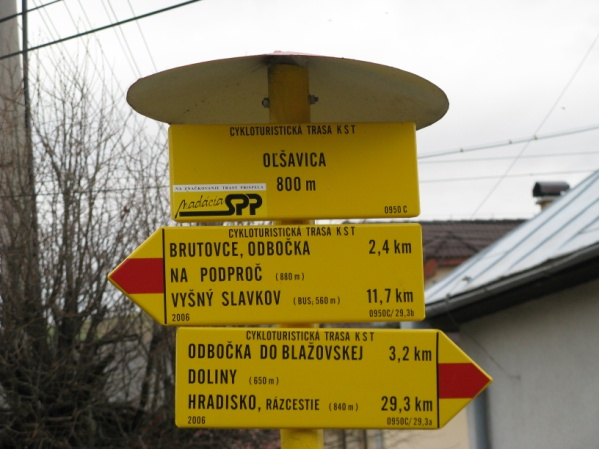 CYKLOTURISTICKÁ TRASA KST
OĽŠAVICA
800 m
NA ZNAČKOVANIE TRASY PRISPELA
Nadácia SPP
0950 C
CYKLOTURISTICKÁ TRASA KST
BRUTOVCE, ODBOČKA 2,4 km
NA PODPROČ (880 m)
VYŠNÝ SLAVKOV (BUS, 560 m) 11,7 km
2006 0950C/29,3b
CYKLOTURISTICKÁ TRASA KST
ODBOČKA DO BLAŽOVSKEJ 3,2 km
DOLINY (650 m)
HRADISKO, RÁZCESTIE (840 m) 29,3 km
2006 0950C/29,3a